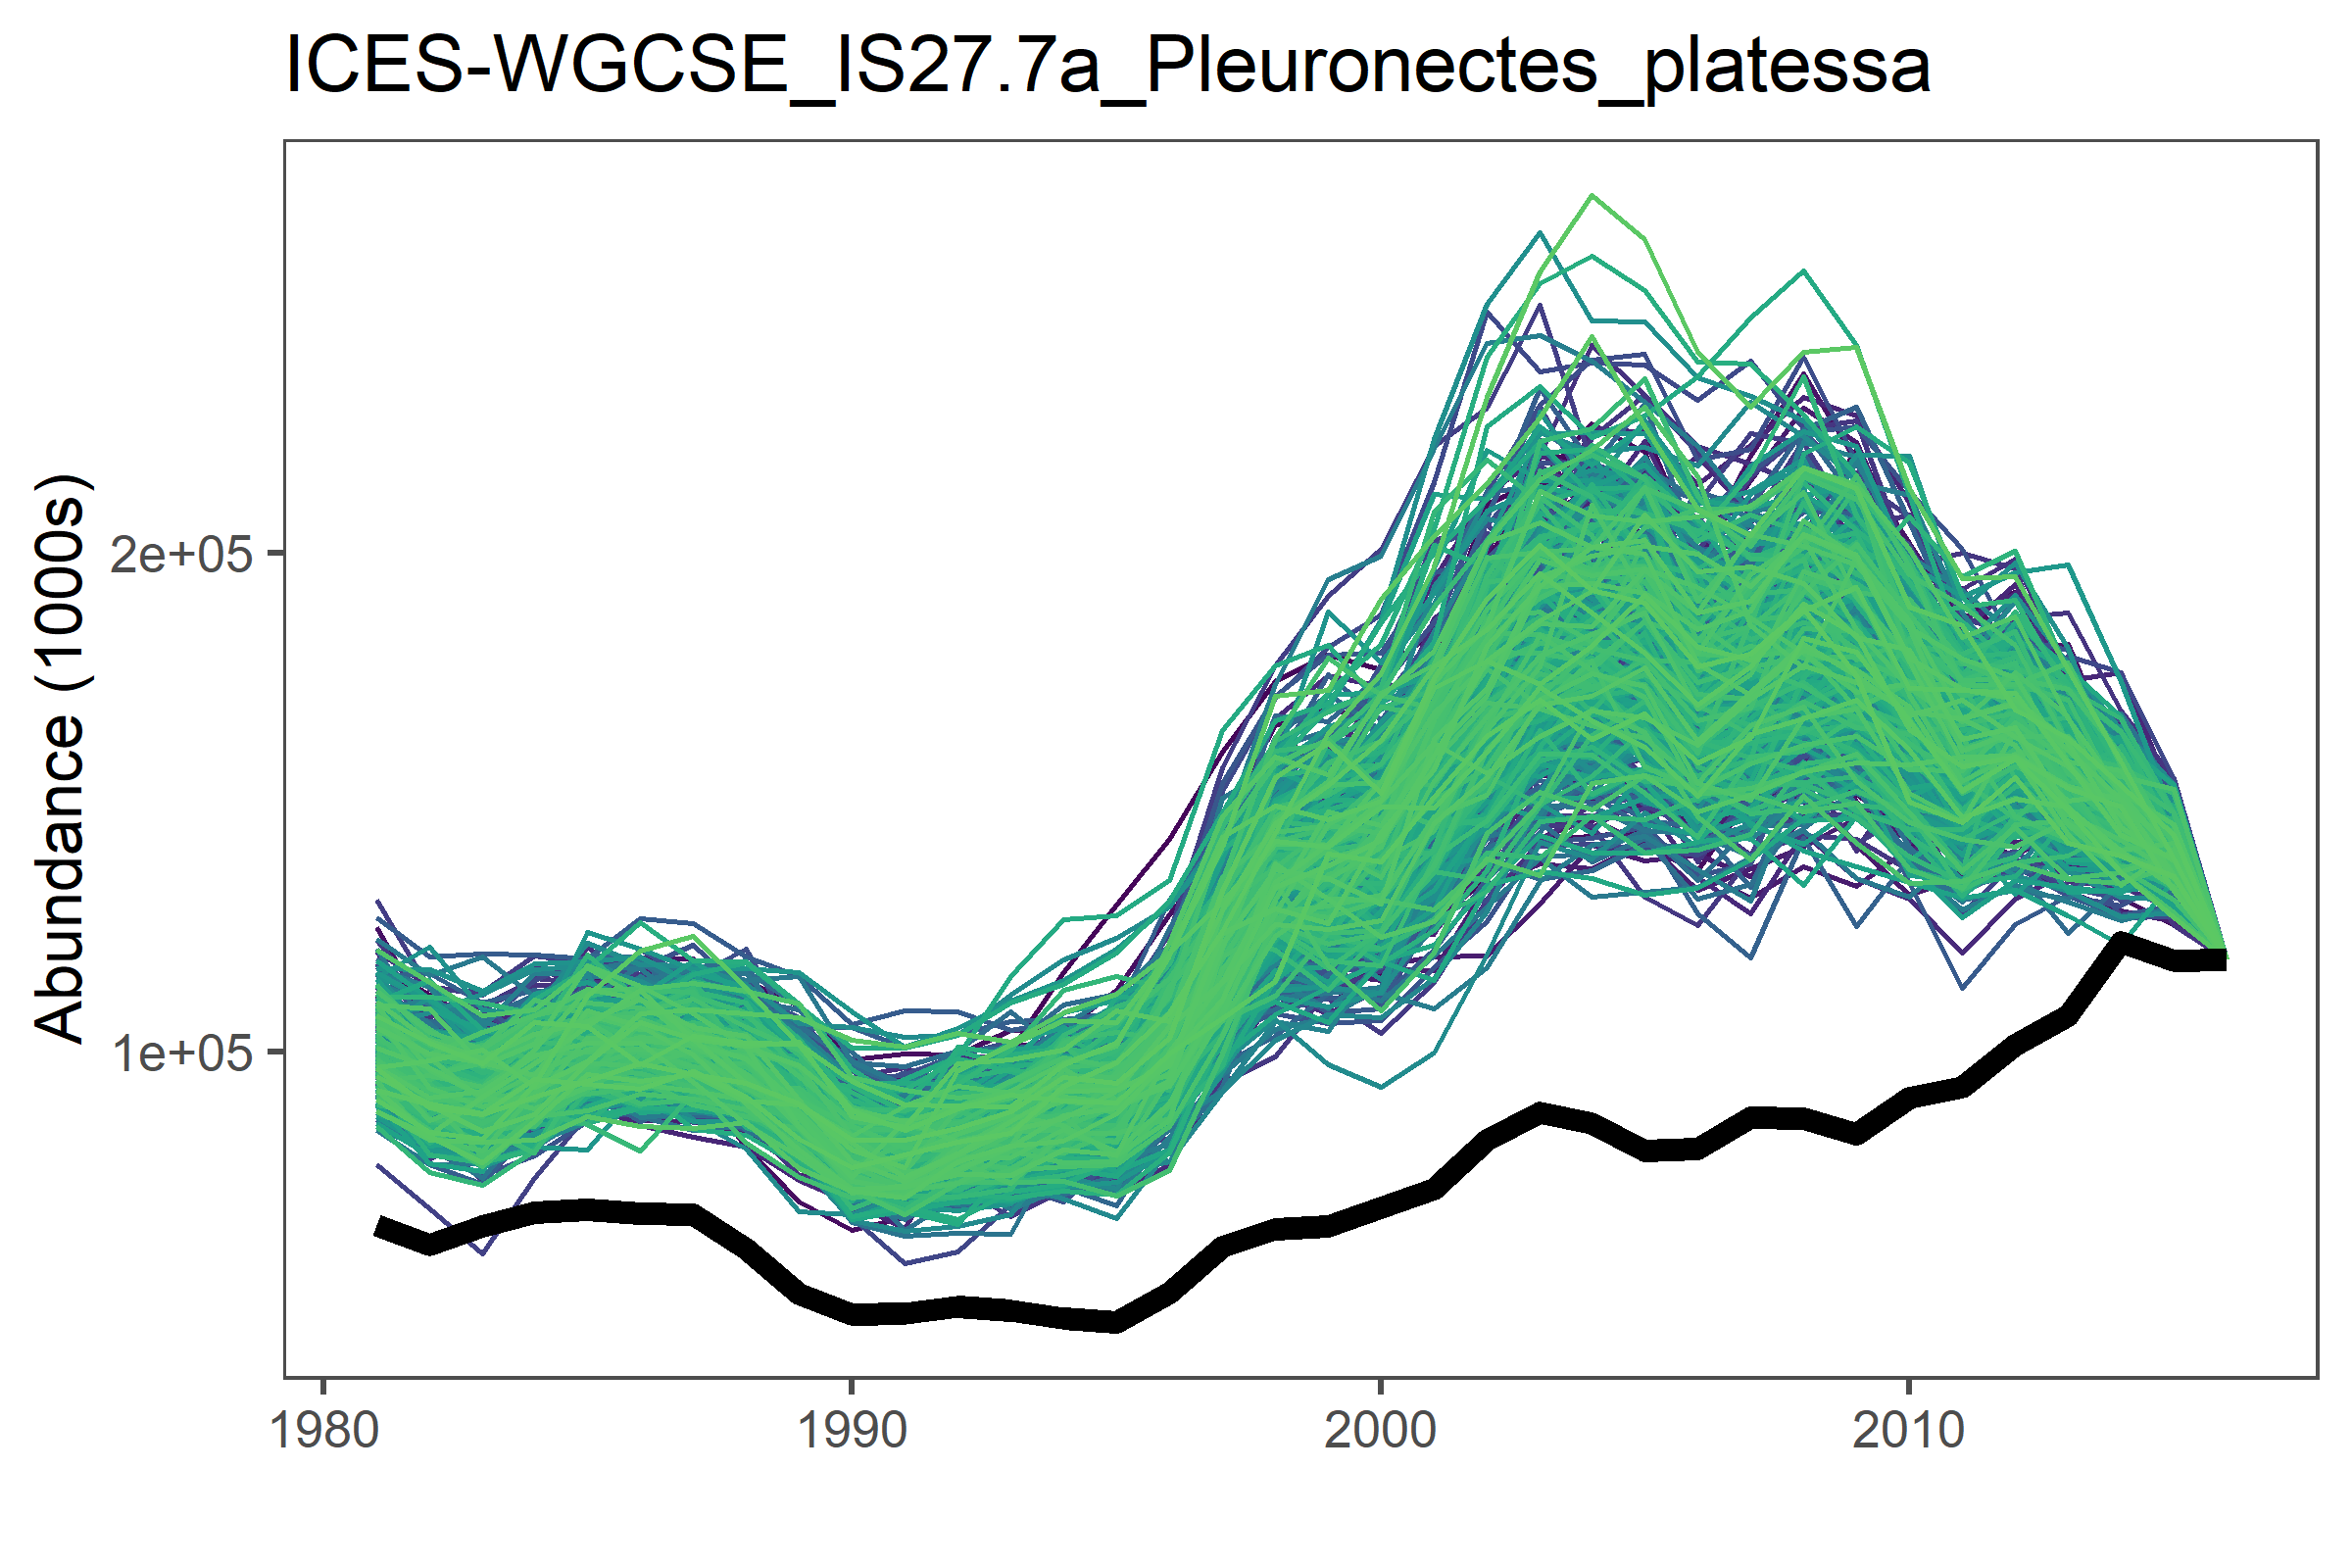 ICES-WGCSE_IS27.7a_Pleuronectes_platessa
Abundance (1000s)
2e+05
1e+05
1980 1990 2000 2010